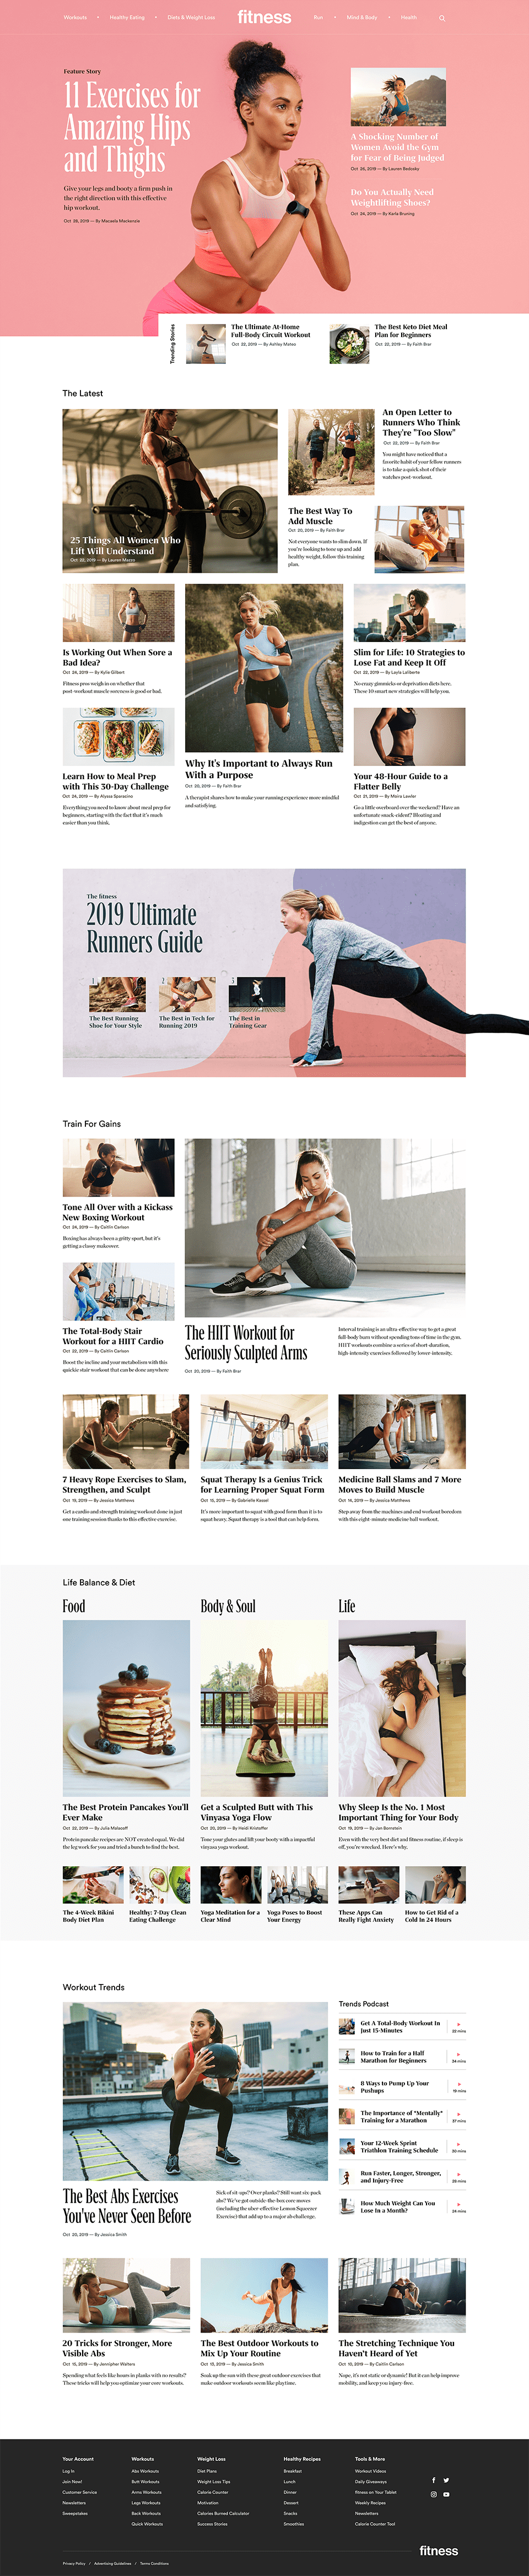 Workouts • Healthy Eating • Diets & Weight Loss
fitness
Run • Mind & Body • Health
Feature Story
11 Exercises for
Amazing Hips
and Thighs
Give your legs and booty a firm push in
the right direction with this effective
hip workout.
Oct 28, 2019 — By Macaela Mackenzie
A Shocking Number of
Women Avoid the Gym
for Fear of Being Judged
Oct 26, 2019 — By Lauren Bedosky
Do You Actually Need
Weightlifting Shoes?
Oct 24, 2019 — By Karla Bruning
Trending Stories
The Ultimate At-Home
Full-Body Circuit Workout
Oct 22, 2019 — By Ashley Mateo
The Best Keto Diet Meal
Plan for Beginners
Oct 22, 2019 — By Faith Brar
The Latest
25 Things All Women Who
Lift Will Understand
Oct 22, 2019 — By Lauren Mazzo
An Open Letter to
Runners Who Think
They're "Too Slow"
Oct 22, 2019 — By Faith Brar
You might have noticed that a
favorite habit of your fellow runners
is to take a quick shot of their
watches post-workout.
The Best Way To
Add Muscle
Oct 20, 2019 — By Faith Brar
Not everyone wants to slim down. If
you're looking to tone up and add
healthy weight, follow this training
plan.
Is Working Out When Sore a
Bad Idea?
Oct 24, 2019 — By Kylie Gilbert
Fitness pros weigh in on whether that
post-workout muscle soreness is good or bad.
Learn How to Meal Prep
with This 30-Day Challenge
Oct 24, 2019 — By Alyssa Sparacino
Everything you need to know about meal prep for
beginners, starting with the fact that it's much
easier than you think.
Why It's Important to Always Run
With a Purpose
Oct 20, 2019 — By Faith Brar
A therapist shares how to make your running experience more mindful
and satisfying.
Slim for Life: 10 Strategies to
Lose Fat and Keep It Off
Oct 22, 2019 — By Layla Laliberte
No crazy gimmicks or deprivation diets here.
These 10 smart new strategies will help you.
Your 48-Hour Guide to a
Flatter Belly
Oct 21, 2019 — By Meira Lawler
Go a little overboard over the weekend? Have an
unfortunate snack-cident? Bloating and
indigestion can get the best of anyone.
The fitness
2019 Ultimate
Runners Guide
1
2
3
The Best Running
Shoe for Your Style
The Best in Tech for
Running 2019
The Best in
Training Gear
Train For Gains
Tone All Over with a Kickass
New Boxing Workout
Oct 24, 2019 — By Caitlin Carlson
Boxing has always been a gritty sport, but it's
getting a classy makeover.
The Total-Body Stair
Workout for a HIIT Cardio
Oct 22, 2019 — By Caitlin Carlson
Boost the incline and your metabolism with this
quickie stair workout that can be done anywhere
The HIIT Workout for
Seriously Sculpted Arms
Oct 20, 2019 — By Faith Brar
Interval training is an ultra-effective way to get a great
full-body burn without spending tons of time in the gym.
HIIT workouts combine a series of short-duration,
high-intensity exercises followed by lower-intensity.
7 Heavy Rope Exercises to Slam,
Strengthen, and Sculpt
Oct 19, 2019 — By Jessica Matthews
Get a cardio and strength training workout done in just
one training session thanks to this effective exercise.
Squat Therapy Is a Genius Trick
for Learning Proper Squat Form
Oct 15, 2019 — By Gabrielle Kassel
It's more important to squat with good form than it is to
squat heavy. Squat therapy is a tool that can help form.
Medicine Ball Slams and 7 More
Moves to Build Muscle
Oct 14, 2019 — By Jessica Matthews
Step away from the machines and end workout boredom
with this eight-minute medicine ball workout.
Life Balance & Diet
Food
Body & Soul
Life
The Best Protein Pancakes You'll
Ever Make
Oct 22, 2019 — By Julia Malacoff
Protein pancake recipes are NOT created equal. We did
the leg work for you and tried a bunch to find the best.
Get a Sculpted Butt with This
Vinyasa Yoga Flow
Oct 20, 2019 — By Heidi Kristoffer
Tone your glutes and lift your booty with a impactful
vinyasa yoga workout.
Why Sleep Is the No. 1 Most
Important Thing for Your Body
Oct 19, 2019 — By Jan Bornstein
Even with the very best diet and fitness routine, if sleep is
off, you're wrecked. Here's why.
The 4-Week Bikini
Body Diet Plan
Healthy: 7-Day Clean
Eating Challenge
Yoga Meditation for a
Clear Mind
Yoga Poses to Boost
Your Energy
These Apps Can
Really Fight Anxiety
How to Get Rid of a
Cold In 24 Hours
Workout Trends
The Best Abs Exercises
You've Never Seen Before
Oct 20, 2019 — By Jessica Smith
Sick of sit-ups? Over planks? Still want six-pack
abs? We've got outside-the-box core moves
(including the uber-effective Lemon Squeezer
Exercise) that add up to a major ab challenge.
Trends Podcast
Get A Total-Body Workout In
Just 15-Minutes
22 mins
How to Train for a Half
Marathon for Beginners
34 mins
8 Ways to Pump Up Your
Pushups
19 mins
The Importance of *Mentally*
Training for a Marathon
37 mins
Your 12-Week Sprint
Triathlon Training Schedule
20 mins
Run Faster, Longer, Stronger,
and Injury-Free
28 mins
How Much Weight Can You
Lose In a Month?
24 mins
20 Tricks for Stronger, More
Visible Abs
Oct 15, 2019 — By Jennipher Walters
Spending what feels like hours in planks with no results?
These tricks will help you optimize your core workouts.
The Best Outdoor Workouts to
Mix Up Your Routine
Oct 13, 2019 — By Jessica Smith
Soak up the sun with these great outdoor exercises that
make outdoor workouts seem like playtime.
The Stretching Technique You
Haven't Heard of Yet
Oct 10, 2019 — By Caitlin Carlson
Nope, it's not static or dynamic! But it can help improve
mobility, and keep you injury-free.
Your Account
Log In
Join Now!
Customer Service
Newsletters
Sweepstakes
Workouts
Abs Workouts
Butt Workouts
Arms Workouts
Legs Workouts
Back Workouts
Quick Workouts
Weight Loss
Diet Plans
Weight Loss Tips
Calorie Counter
Motivation
Calories Burned Calculator
Success Stories
Healthy Recipes
Breakfast
Lunch
Dinner
Dessert
Snacks
Smoothies
Tools & More
Workout Videos
Daily Giveaways
fitness on Your Tablet
Weekly Recipes
Newsletters
Calorie Counter Tool
fitness
Privacy Policy / Advertising Guidelines / Terms Conditions